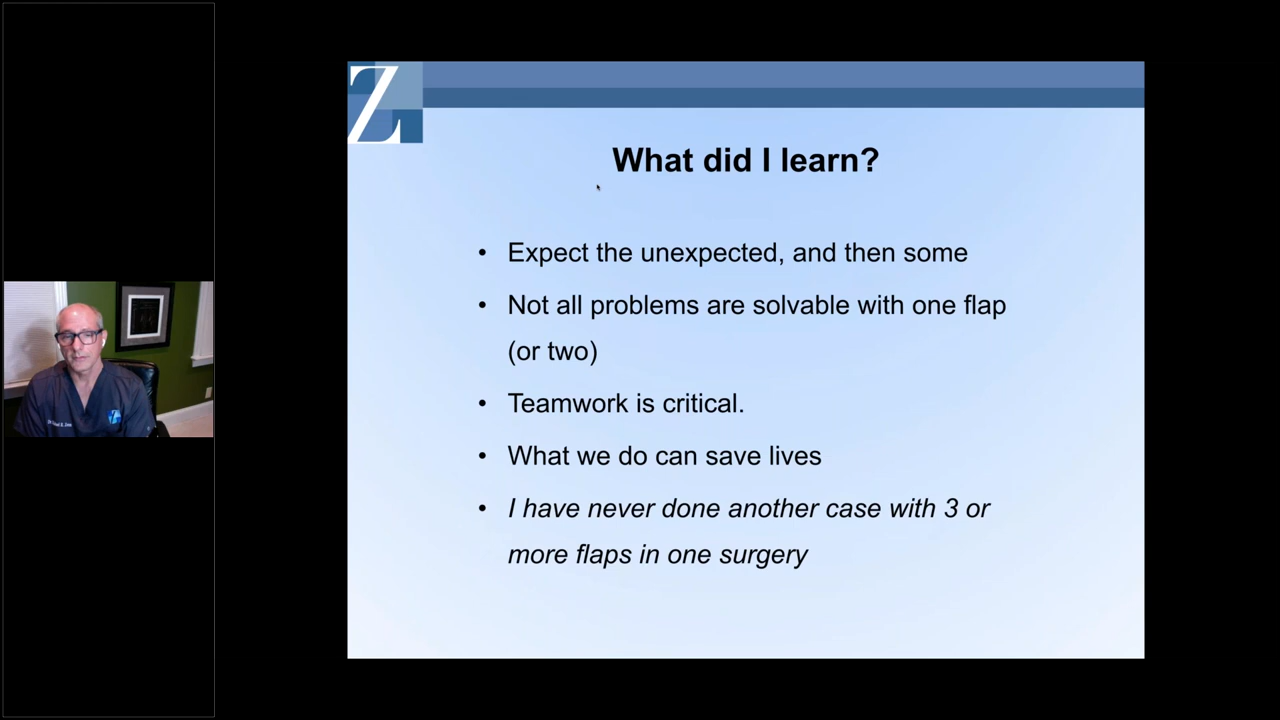 Z
What did I learn?
• Expect the unexpected, and then some
• Not all problems are solvable with one flap
(or two)
• Teamwork is critical.
• What we do can save lives
• I have never done another case with 3 or
more flaps in one surgery